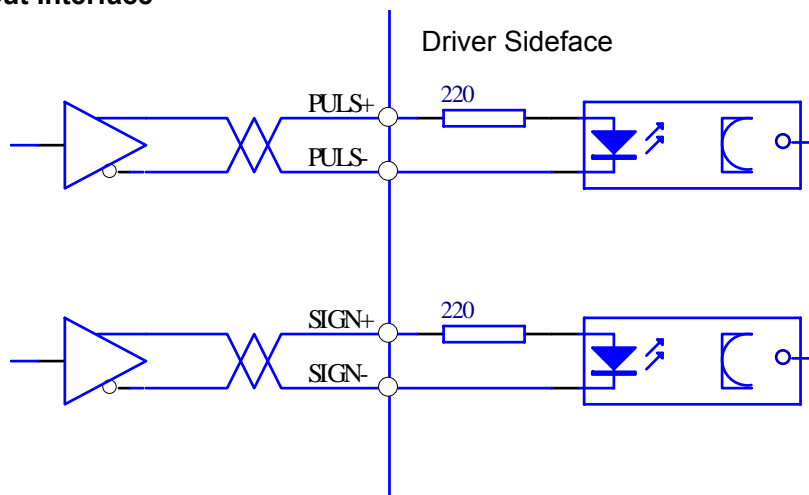 Driver Sideface
PULS+
220
PULS-
SIGN+
220
SIGN-